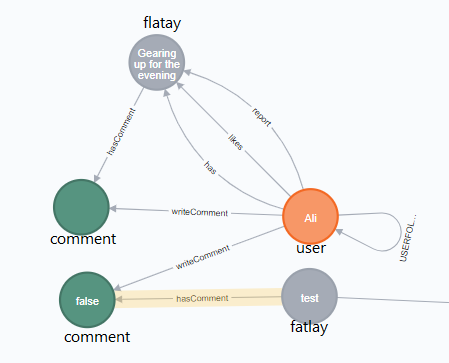 flatay
Gearing
up for the
evening
report
hasComment
likes
has
writeComment
Ali
USERFOL...
comment
user
writeComment
false
hasComment
test
comment
fatlay